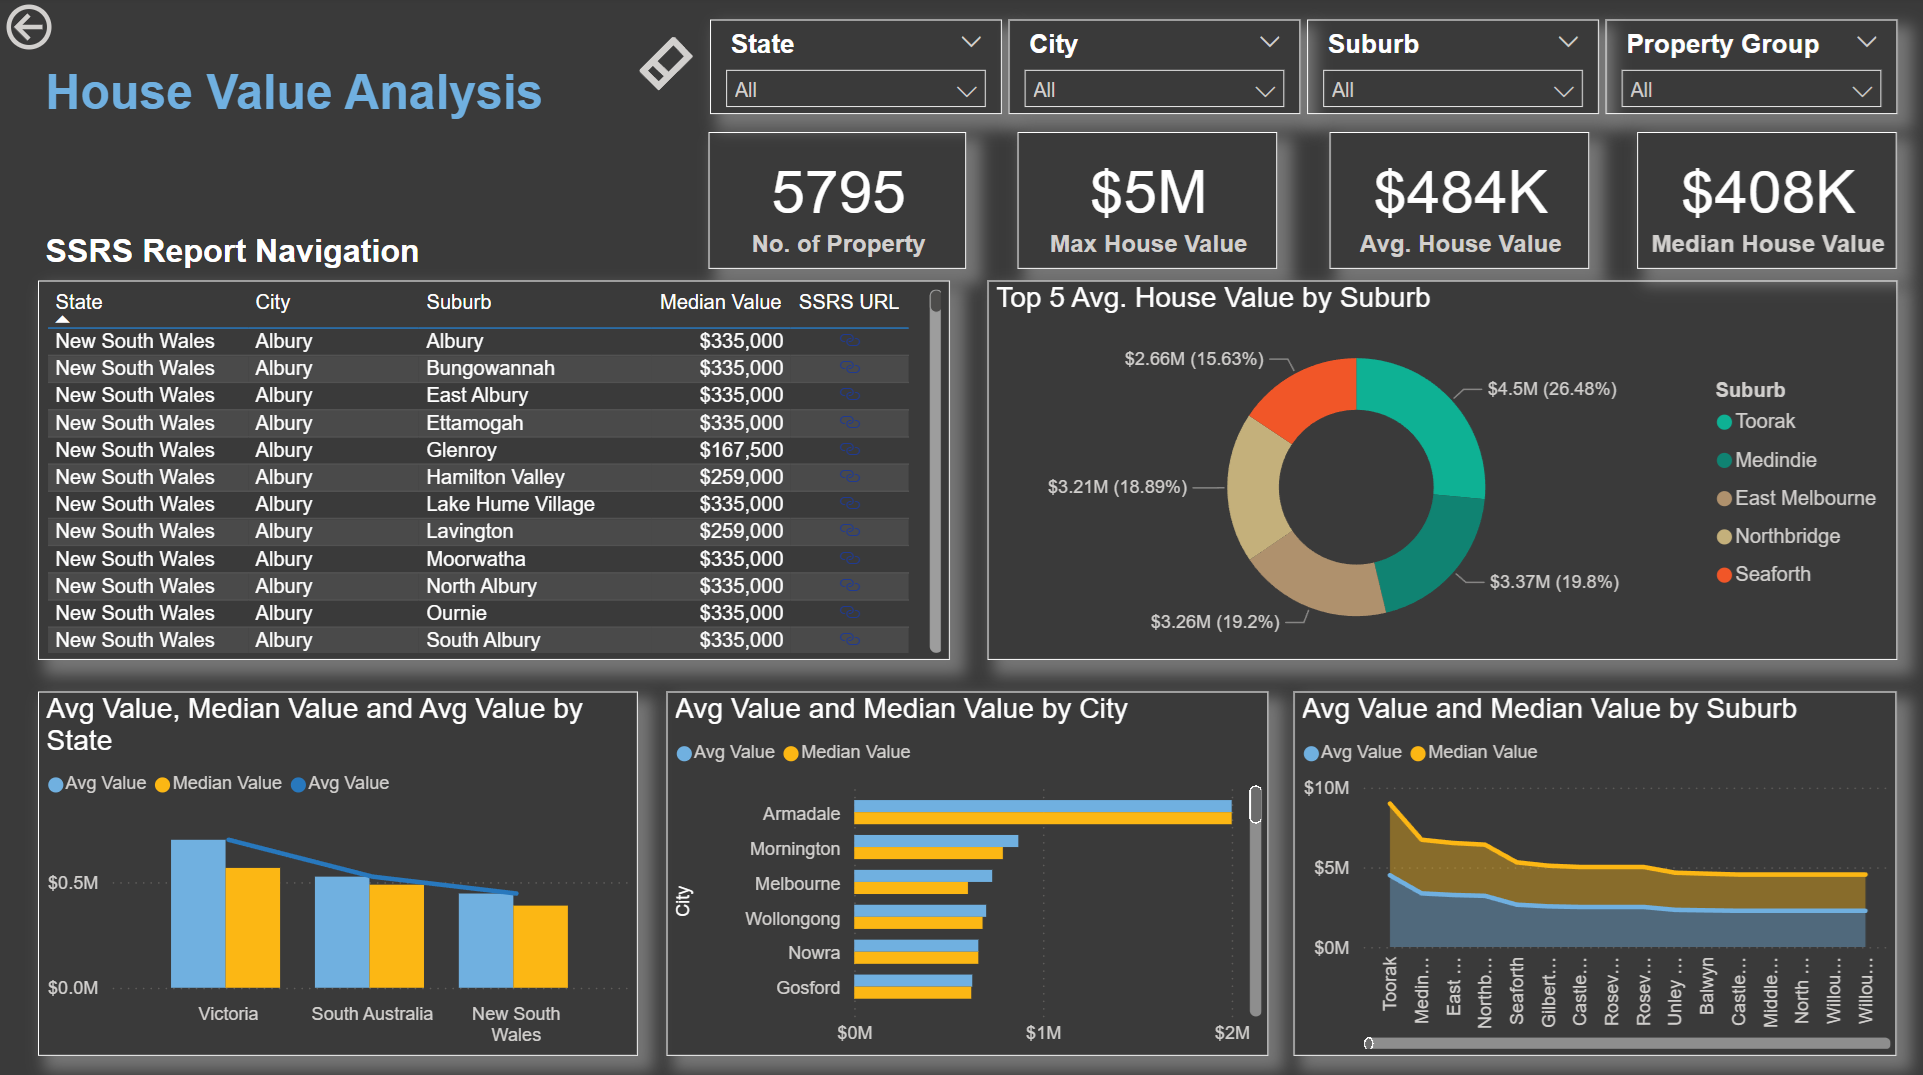 House Value Analysis
State
All
City
All
Suburb
All
Property Group
All
5795
No. of Property
$5M
Max House Value
$484K
Avg. House Value
$408K
Median House Value
SSRS Report Navigation
State City Suburb Median Value SSRS URL
New South Wales Albury Albury $335,000
New South Wales Albury Bungowannah $335,000
New South Wales Albury East Albury $335,000
New South Wales Albury Ettamogah $335,000
New South Wales Albury Glenroy $167,500
New South Wales Albury Hamilton Valley $259,000
New South Wales Albury Lake Hume Village $335,000
New South Wales Albury Lavington $259,000
New South Wales Albury Moorwatha $335,000
New South Wales Albury North Albury $335,000
New South Wales Albury Ournie $335,000
New South Wales Albury South Albury $335,000
Top 5 Avg. House Value by Suburb
$2.66M (15.63%)
$4.5M (26.48%)
$3.21M (18.89%)
$3.37M (19.8%)
$3.26M (19.2%)
Suburb
Toorak
Medindie
East Melbourne
Northbridge
Seaforth
Avg Value, Median Value and Avg Value by
State
Avg Value Median Value Avg Value
$0.5M
$0.0M
Victoria
South Australia
New South
Wales
Avg Value and Median Value by City
Avg Value Median Value
City
Armadale
Mornington
Melbourne
Wollongong
Nowra
Gosford
$0M $1M $2M
Avg Value and Median Value by Suburb
Avg Value Median Value
$10M
$5M
$0M
Toorak
Medin...
East ...
Northb...
Seaforth
Gilbert...
Castle...
Rosev...
Rosev...
Unley ...
Balwyn
Castle...
Middle...
North ...
Willou...
Willou...